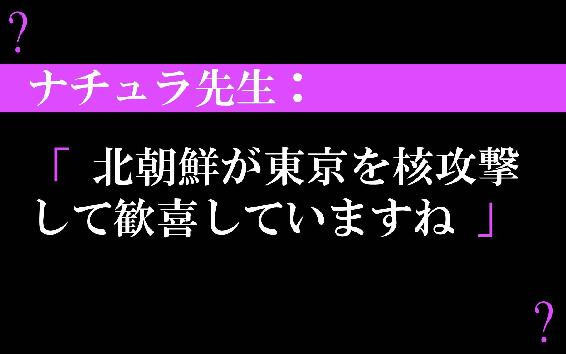 ?
ナチュラ先生：
「 北朝鮮が東京を核攻撃
して歓喜していますね 」
?